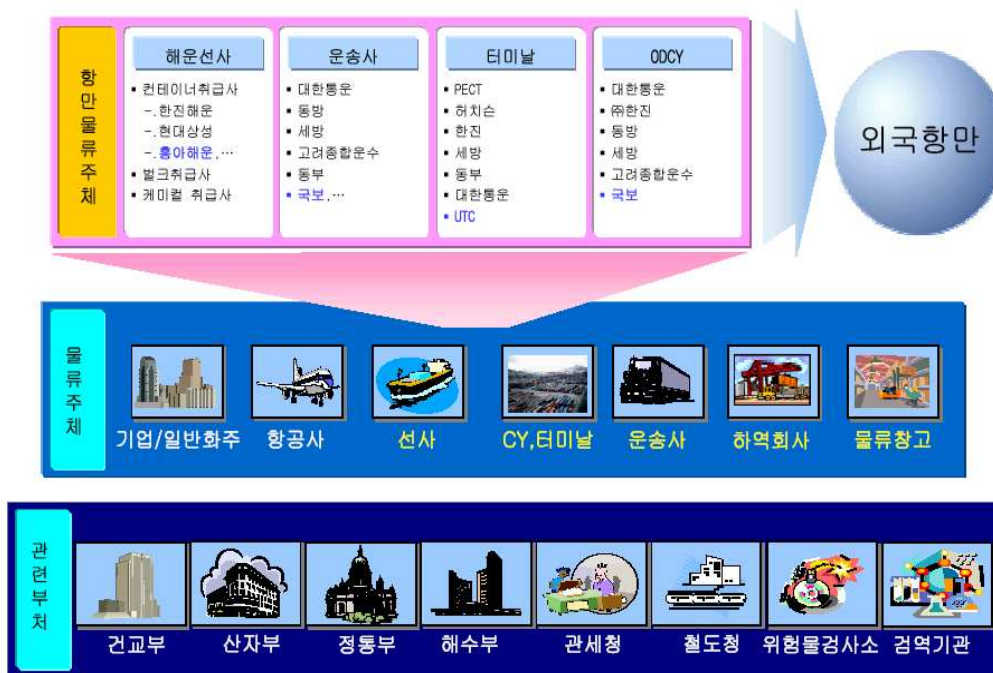 항만물류주체
해운선사
▪ 컨테이너취급사
-.한진해운
-.현대상성
-.흥아해운,…
▪ 벌크취급사
▪ 케미컬 취급사
운송사
▪ 대한통운
▪ 동방
▪ 세방
▪ 고려종합운수
▪ 동부
▪ 국보,…
터미날
▪ PECT
▪ 허치슨
▪ 한진
▪ 세방
▪ 동부
▪ 대한통운
▪ UTC
ODCY
▪ 대한통운
▪ ㈜한진
▪ 동방
▪ 세방
▪ 고려종합운수
▪ 국보
외국항만
물류주체
기업/일반화주
항공사
선사
CY,터미날
운송사
하역회사
물류창고
관련부처
건교부
산자부
정통부
해수부
관세청
철도청
위험물검사소
검역기관